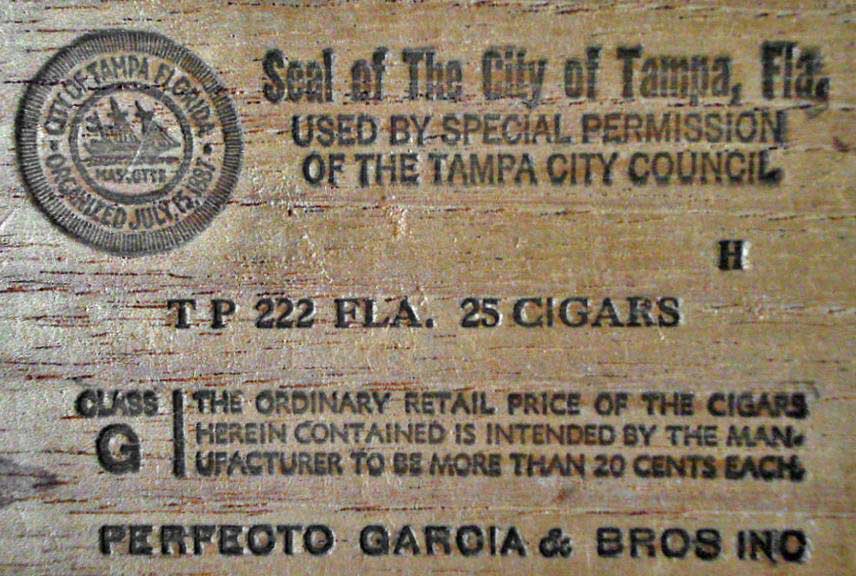 CITY OF TAMPA FLORIDA
MASCOTTE
ORGANIZED JULY 15, 1887
Seal of The City of Tampa, Fla.
USED BY SPECIAL PERMISSION
OF THE TAMPA CITY COUNCIL
H
T P 222 FLA. 25 CIGARS
CLASS
G
THE ORDINARY RETAIL PRICE OF THE CIGARS
HEREIN CONTAINED IS INTENDED BY THE MAN-
UFACTURER TO BE MORE THAN 20 CENTS EACH.
PERFECTO GARCIA & BROS INC